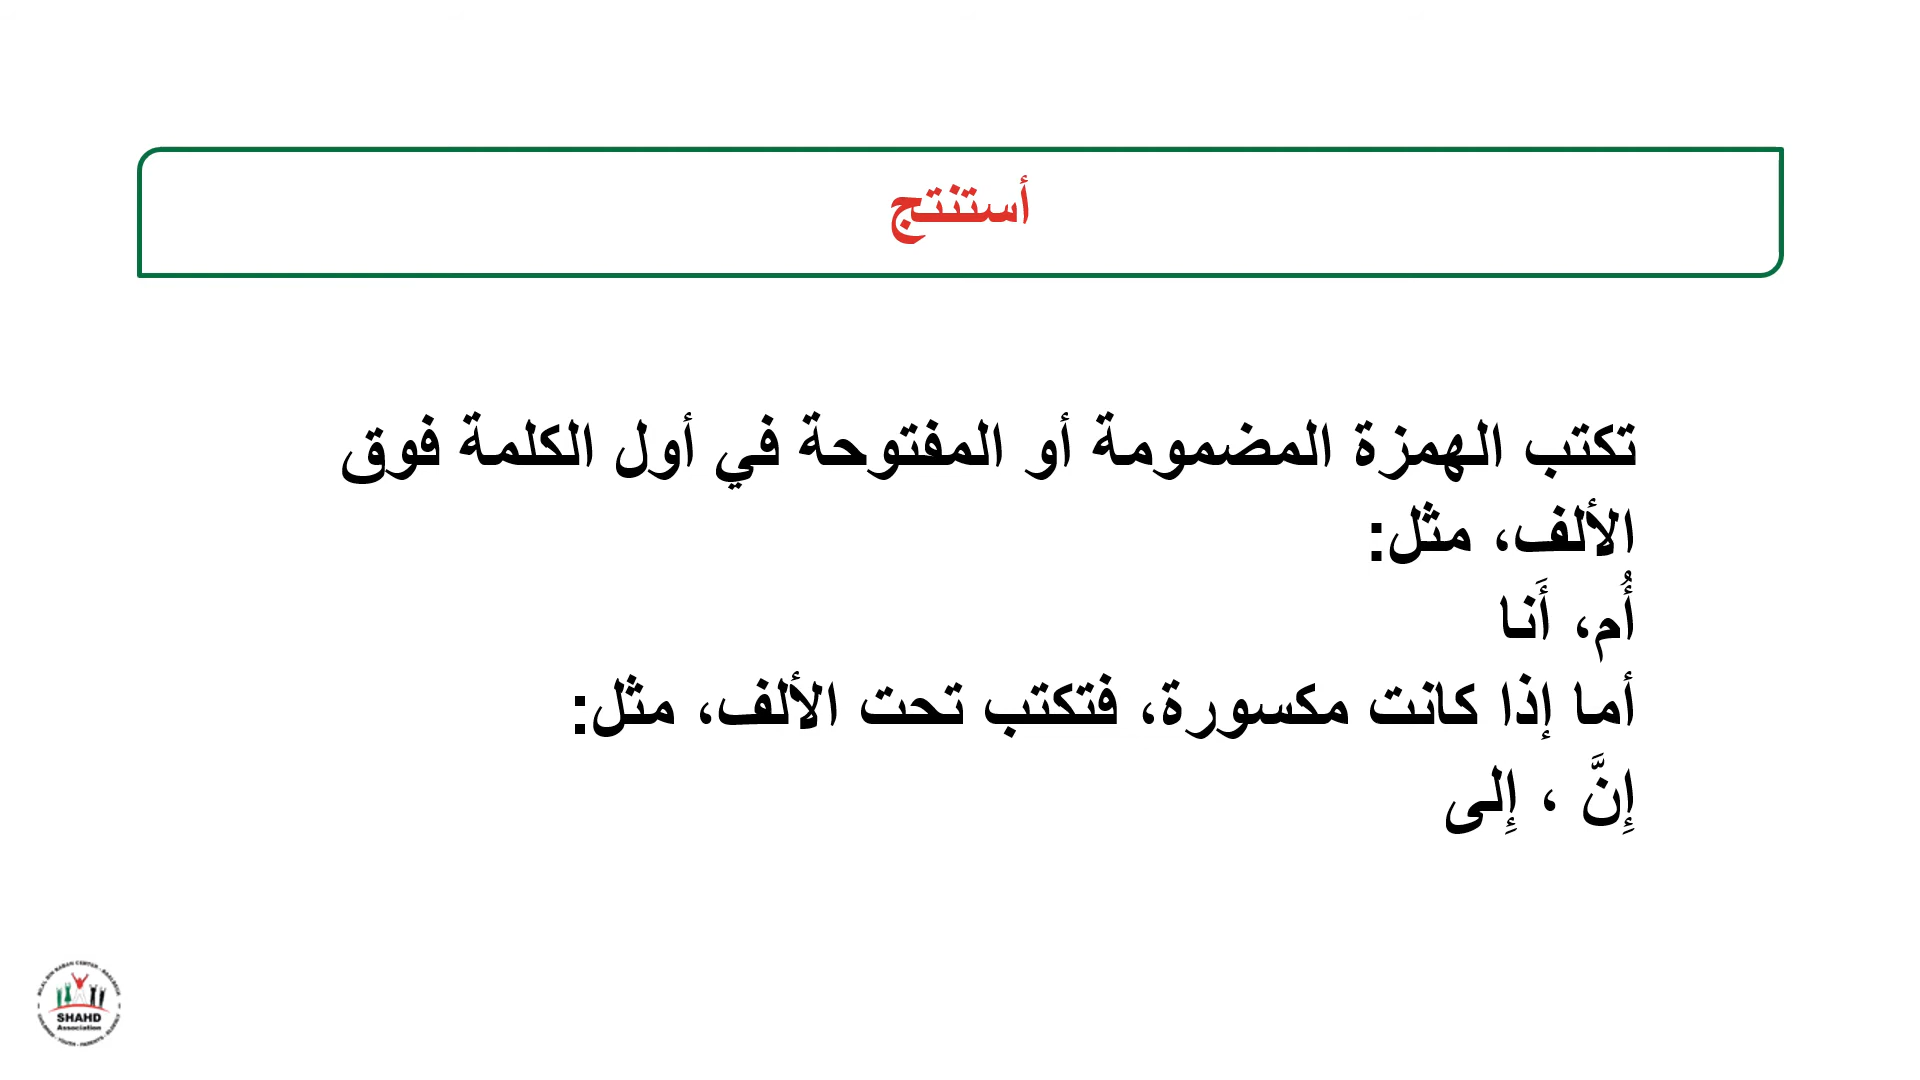 أستنتج
تكتب الهمزة المضمومة أو المفتوحة في أول الكلمة فوق
الألف، مثل:
أُم، أَنا
أما إذا كانت مكسورة، فتكتب تحت الألف، مثل:
إِنَّ ، إِلى
SHAHD
Association